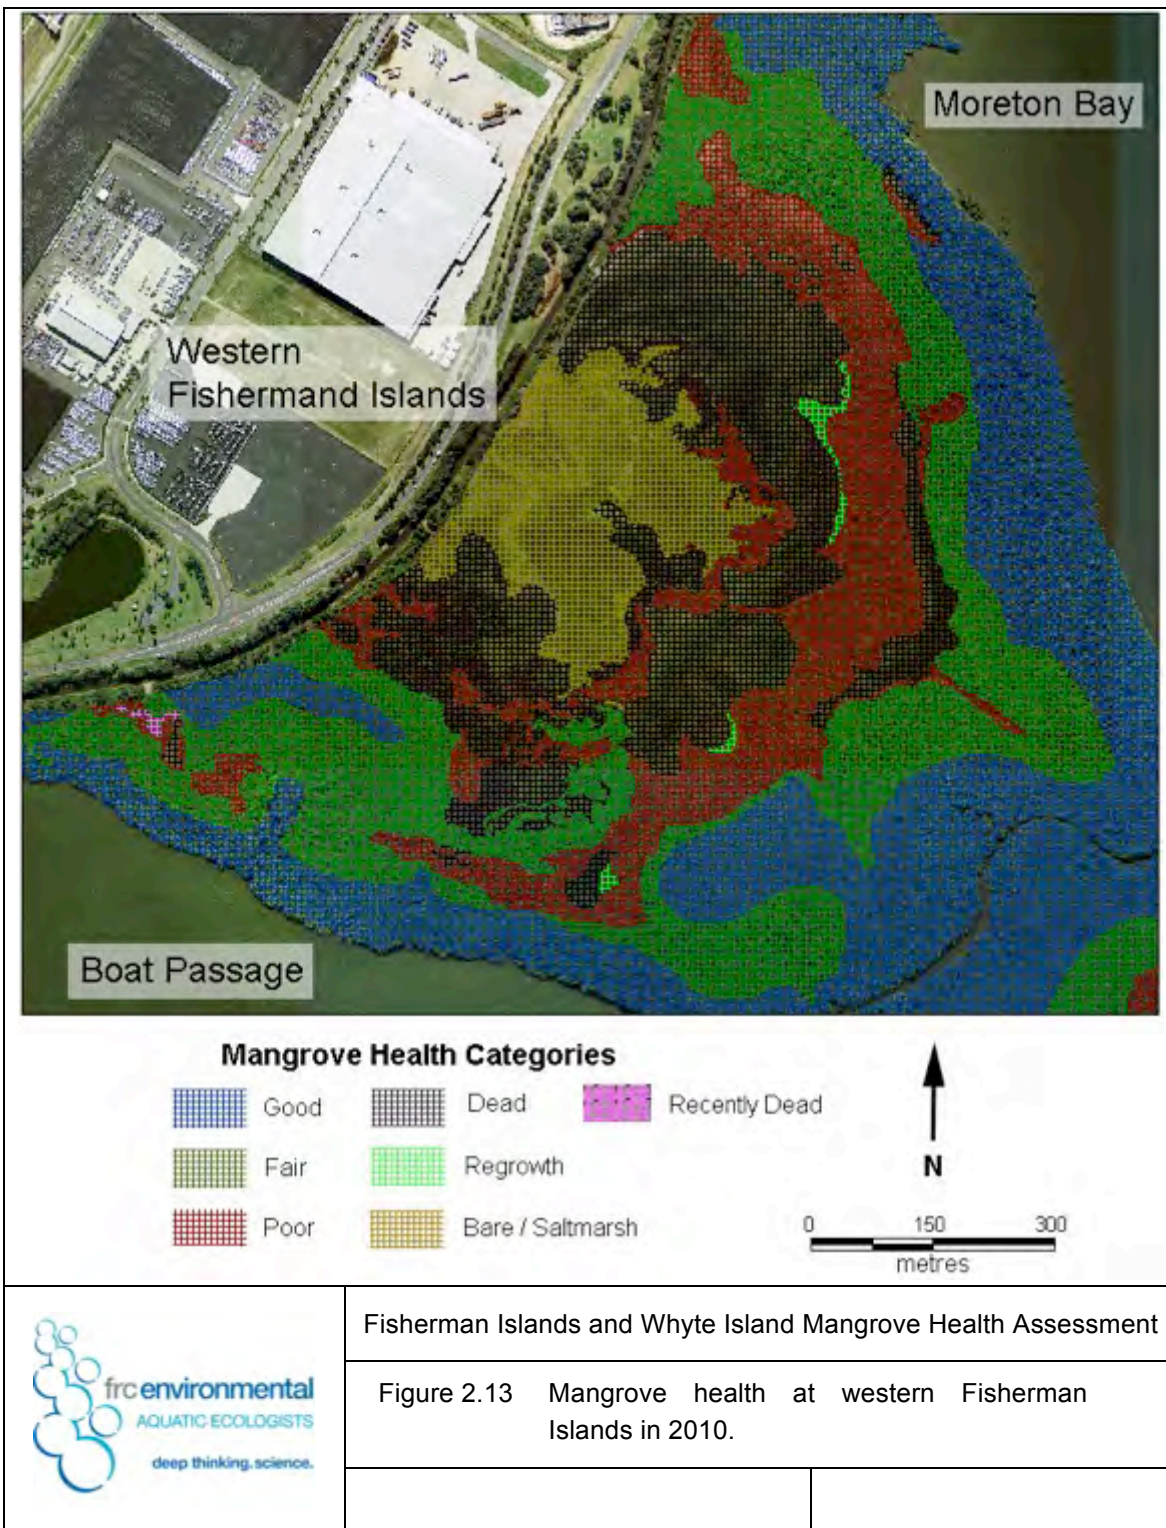 Moreton Bay
Western
Fishermand Islands
Boat Passage
Mangrove Health Categories
Good
Dead
Recently Dead
Fair
Regrowth
Poor
Bare / Saltmarsh
N
0 150 300
metres
frcenvironmental
AQUATIC ECOLOGISTS
deep thinking.science.
Fisherman Islands and Whyte Island Mangrove Health Assessment
Figure 2.13 Mangrove health at western Fisherman
Islands in 2010.